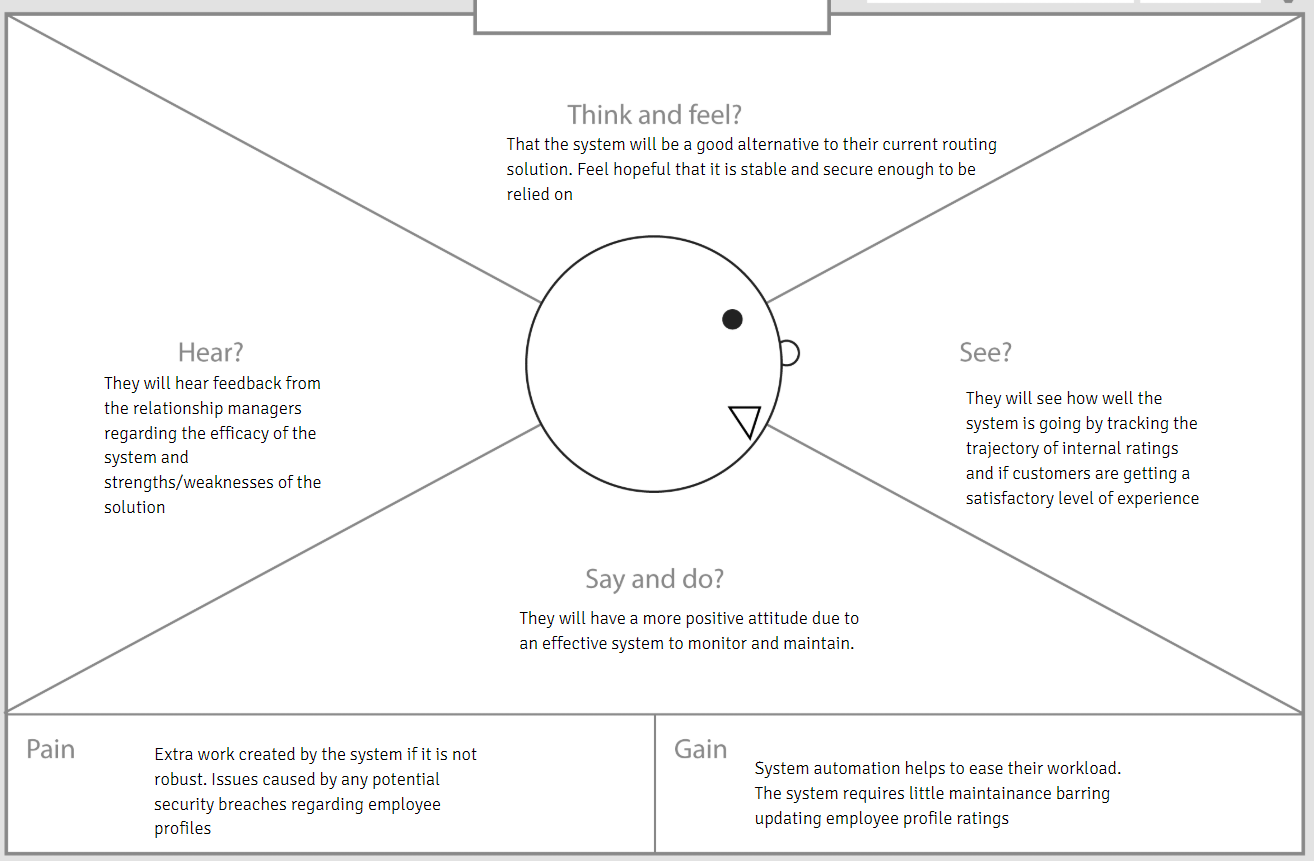 Think and feel?
That the system will be a good alternative to their current routing
solution. Feel hopeful that it is stable and secure enough to be
relied on
Hear?
They will hear feedback from
the relationship managers
regarding the efficacy of the
system and
strengths/weaknesses of the
solution
See?
They will see how well the
system is going by tracking the
trajectory of internal ratings
and if customers are getting a
satisfactory level of experience
Say and do?
They will have a more positive attitude due to
an effective system to monitor and maintain.
Pain
Extra work created by the system if it is not
robust. Issues caused by any potential
security breaches regarding employee
profiles
Gain
System automation helps to ease their workload.
The system requires little maintainance barring
updating employee profile ratings